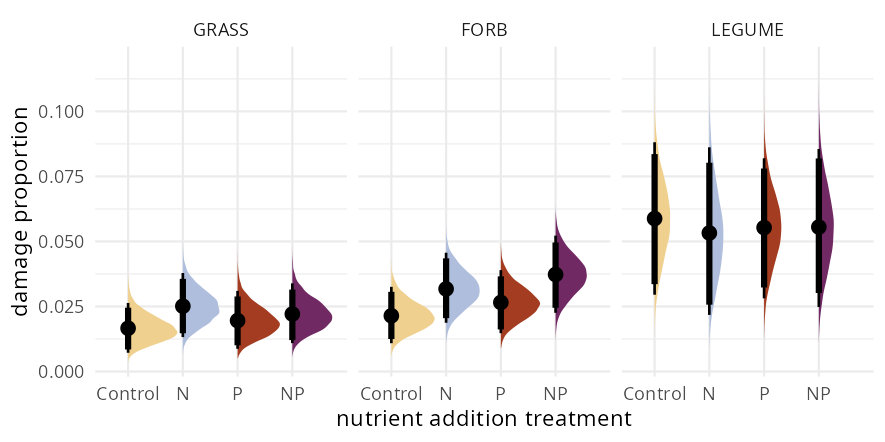 GRASS FORB LEGUME
damage proportion
0.100
0.075
0.050
0.025
0.000
Control N P NP Control N P NP Control N P NP
nutrient addition treatment